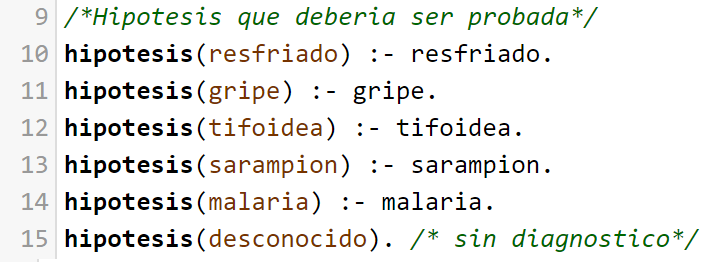 9 /*Hipotesis que deberia ser probada*/
10 hipotesis(resfriado) :- resfriado.
11 hipotesis(gripe) :- gripe.
12 hipotesis(tifoidea) :- tifoidea.
13 hipotesis(sarampion) :- sarampion.
14 hipotesis(malaria) :- malaria.
15 hipotesis(desconocido). /* sin diagnostico*/